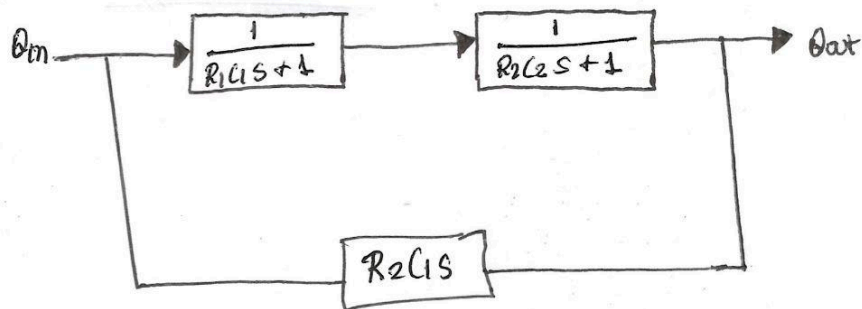 Qin
1
R1C1S + 1
1
R2C2S + 1
Qout
R2C1S